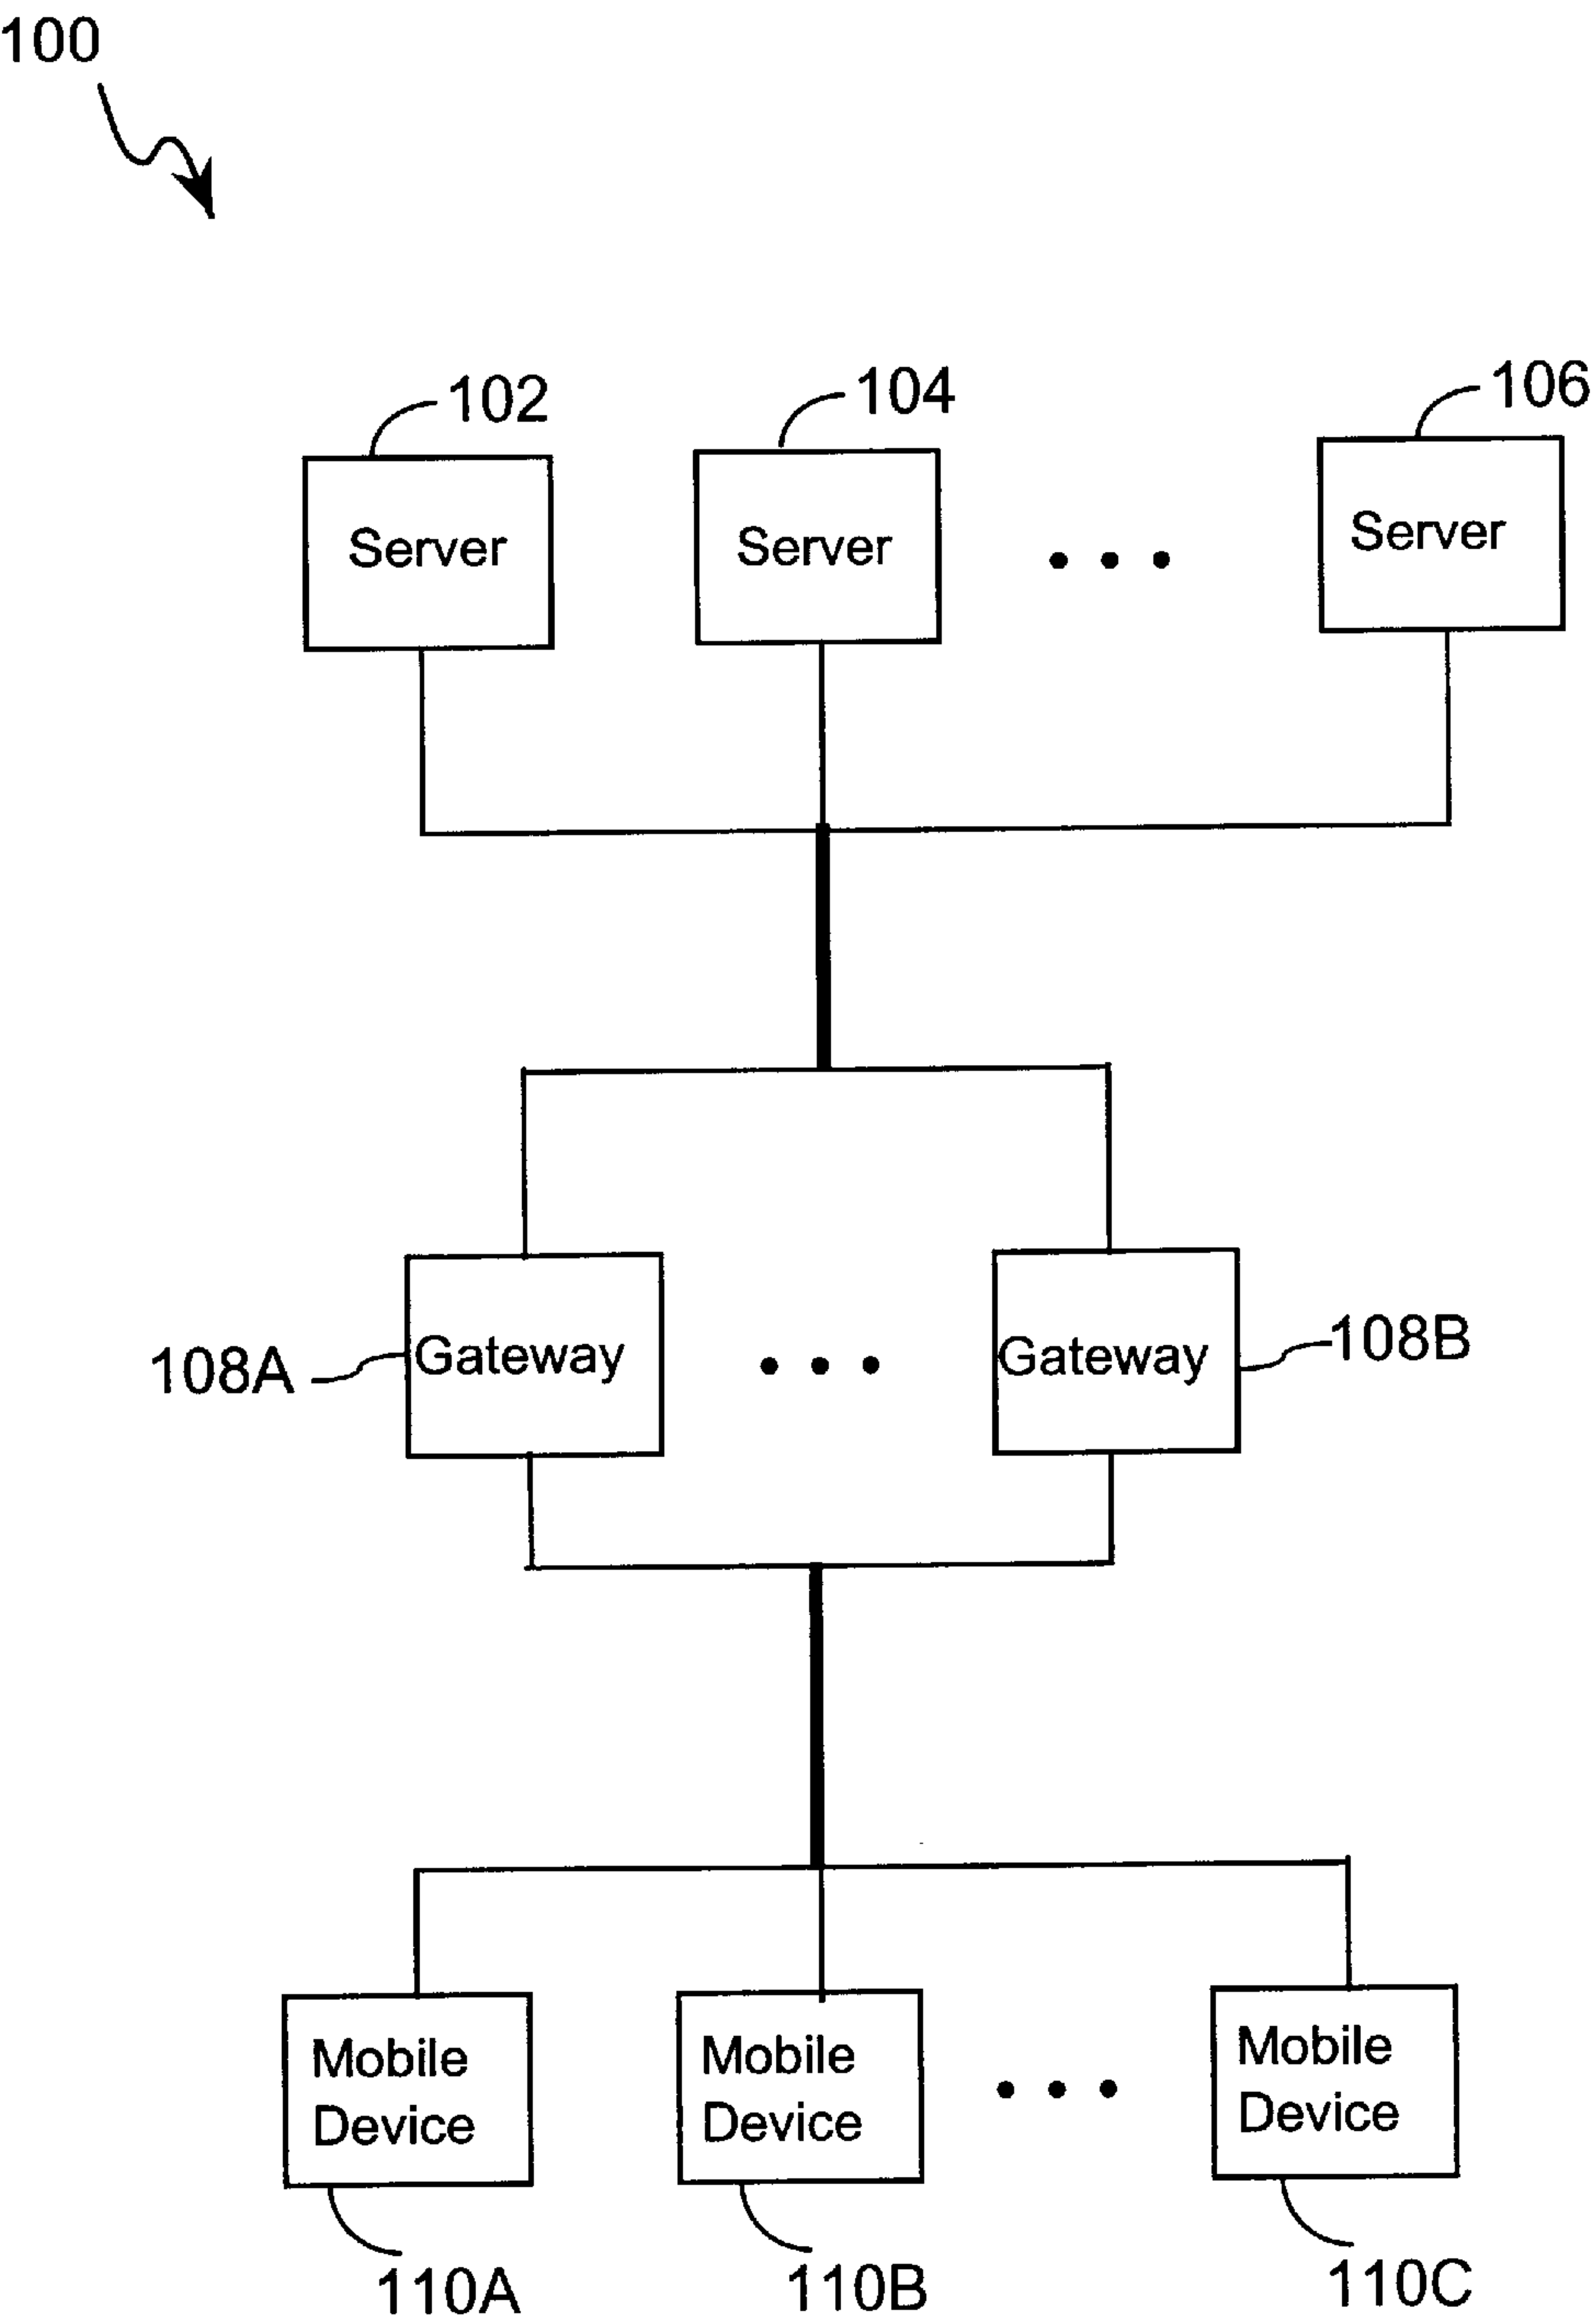 100
102
104
106
Server
Server
Server
108A
Gateway
Gateway
108B
Mobile
Device
Mobile
Device
Mobile
Device
110A
110B
110C